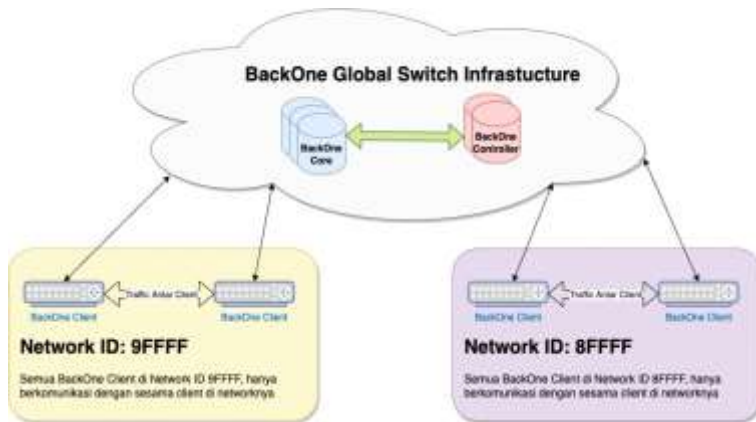 BackOne Global Switch Infrastucture
BackOne
Core
BackOne
Controller
Traffic Antar Client
BackOne Client
BackOne Client
Network ID: 9FFFF
Semua BackOne Client di Network ID 9FFFF, hanya
berkomunikasi dengan sesama client di networknya
Traffic Antar Client
BackOne Client
BackOne Client
Network ID: 8FFFF
Semua BackOne Client di Network ID 8FFFF, hanya
berkomunikasi dengan sesama client di networknya